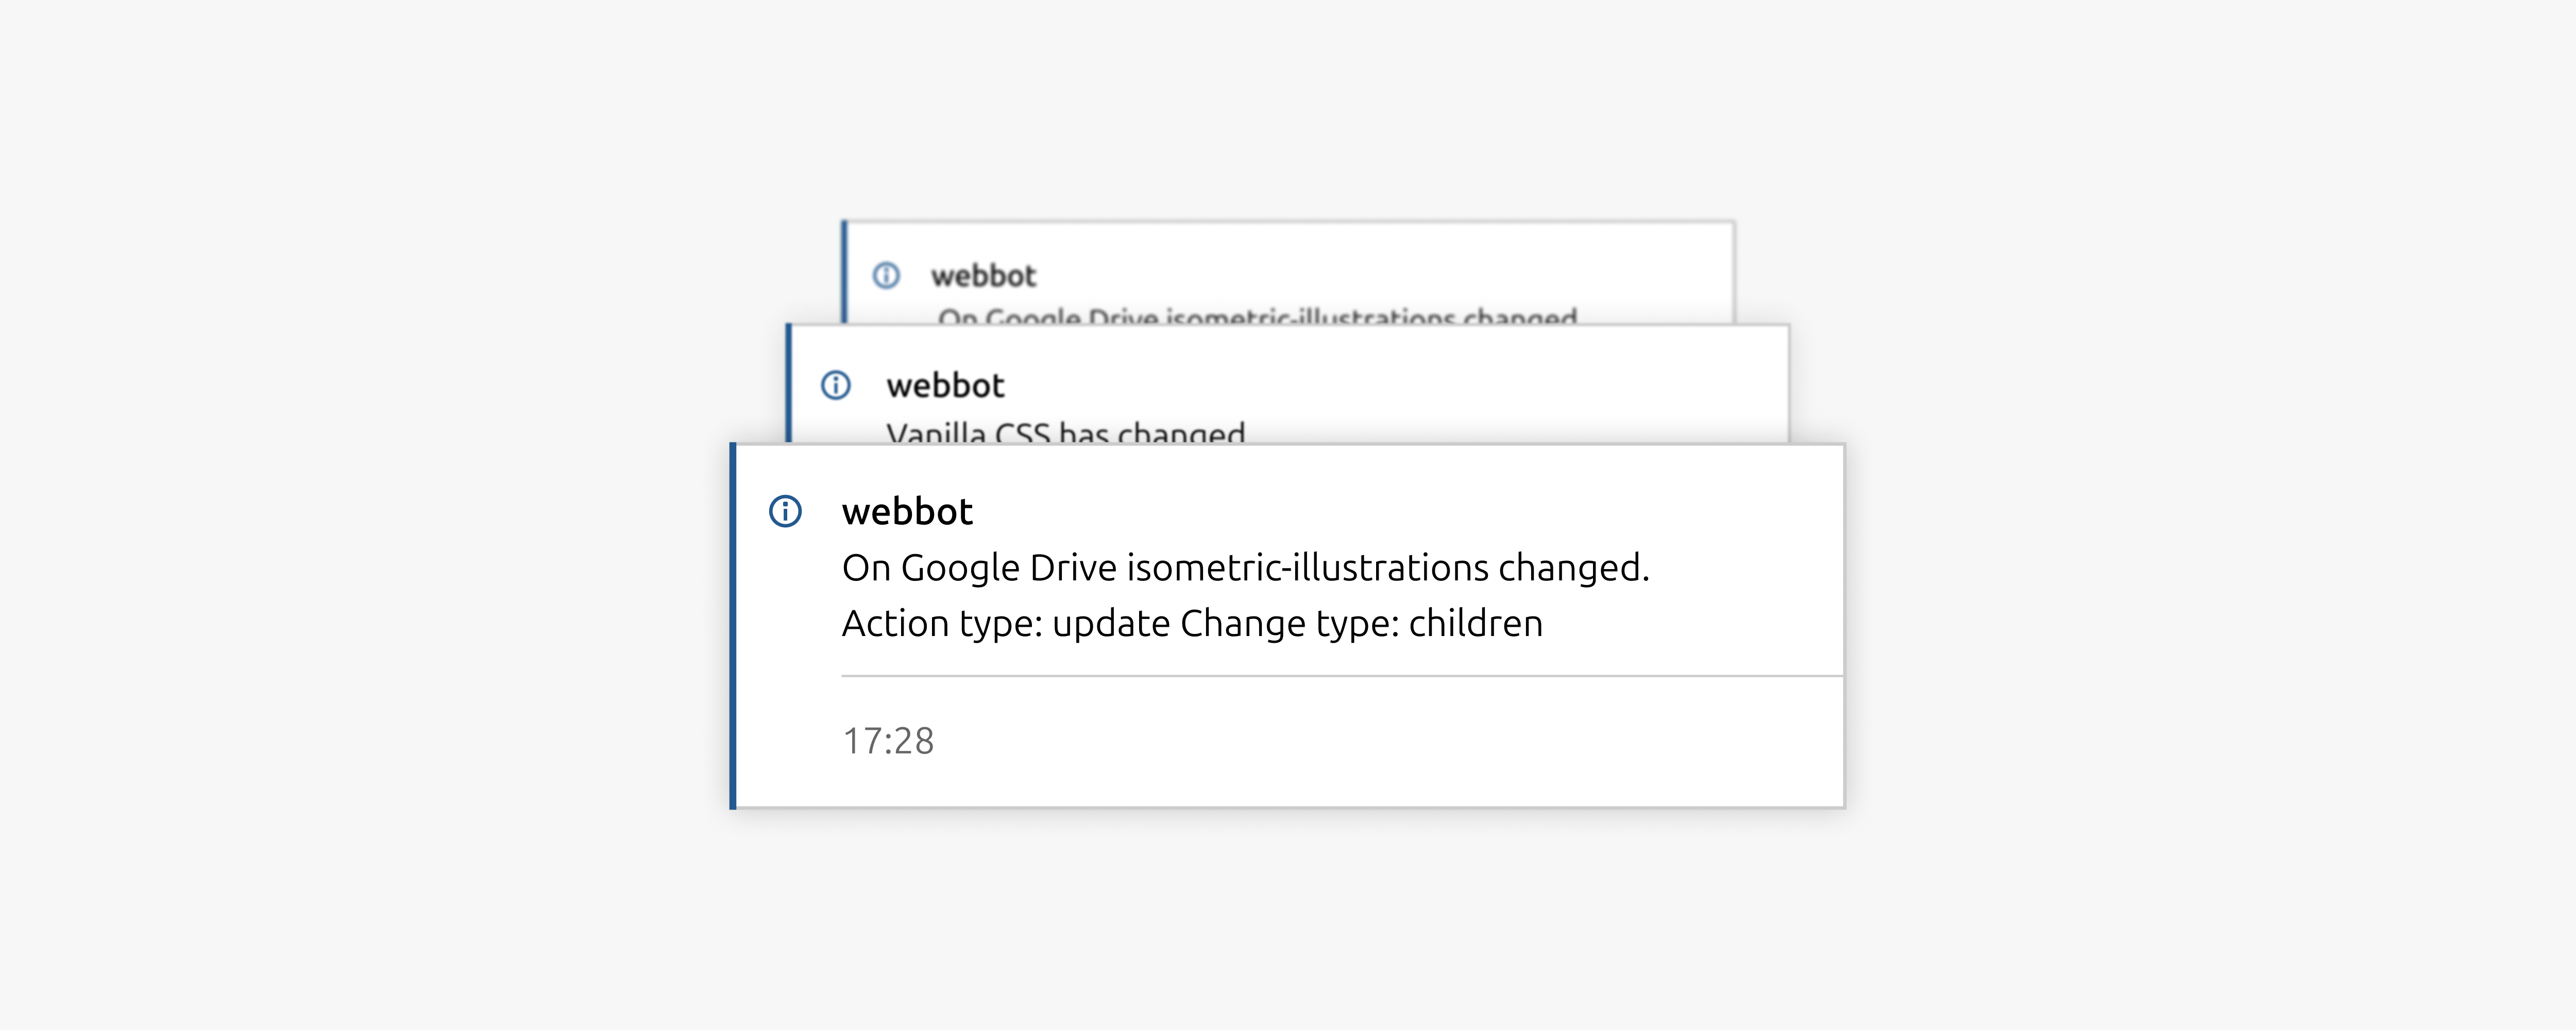 webbot
On Google Drive isometric-illustrations changed
webbot
Vanilla CSS has changed
webbot
On Google Drive isometric-illustrations changed.
Action type: update Change type: children
17:28